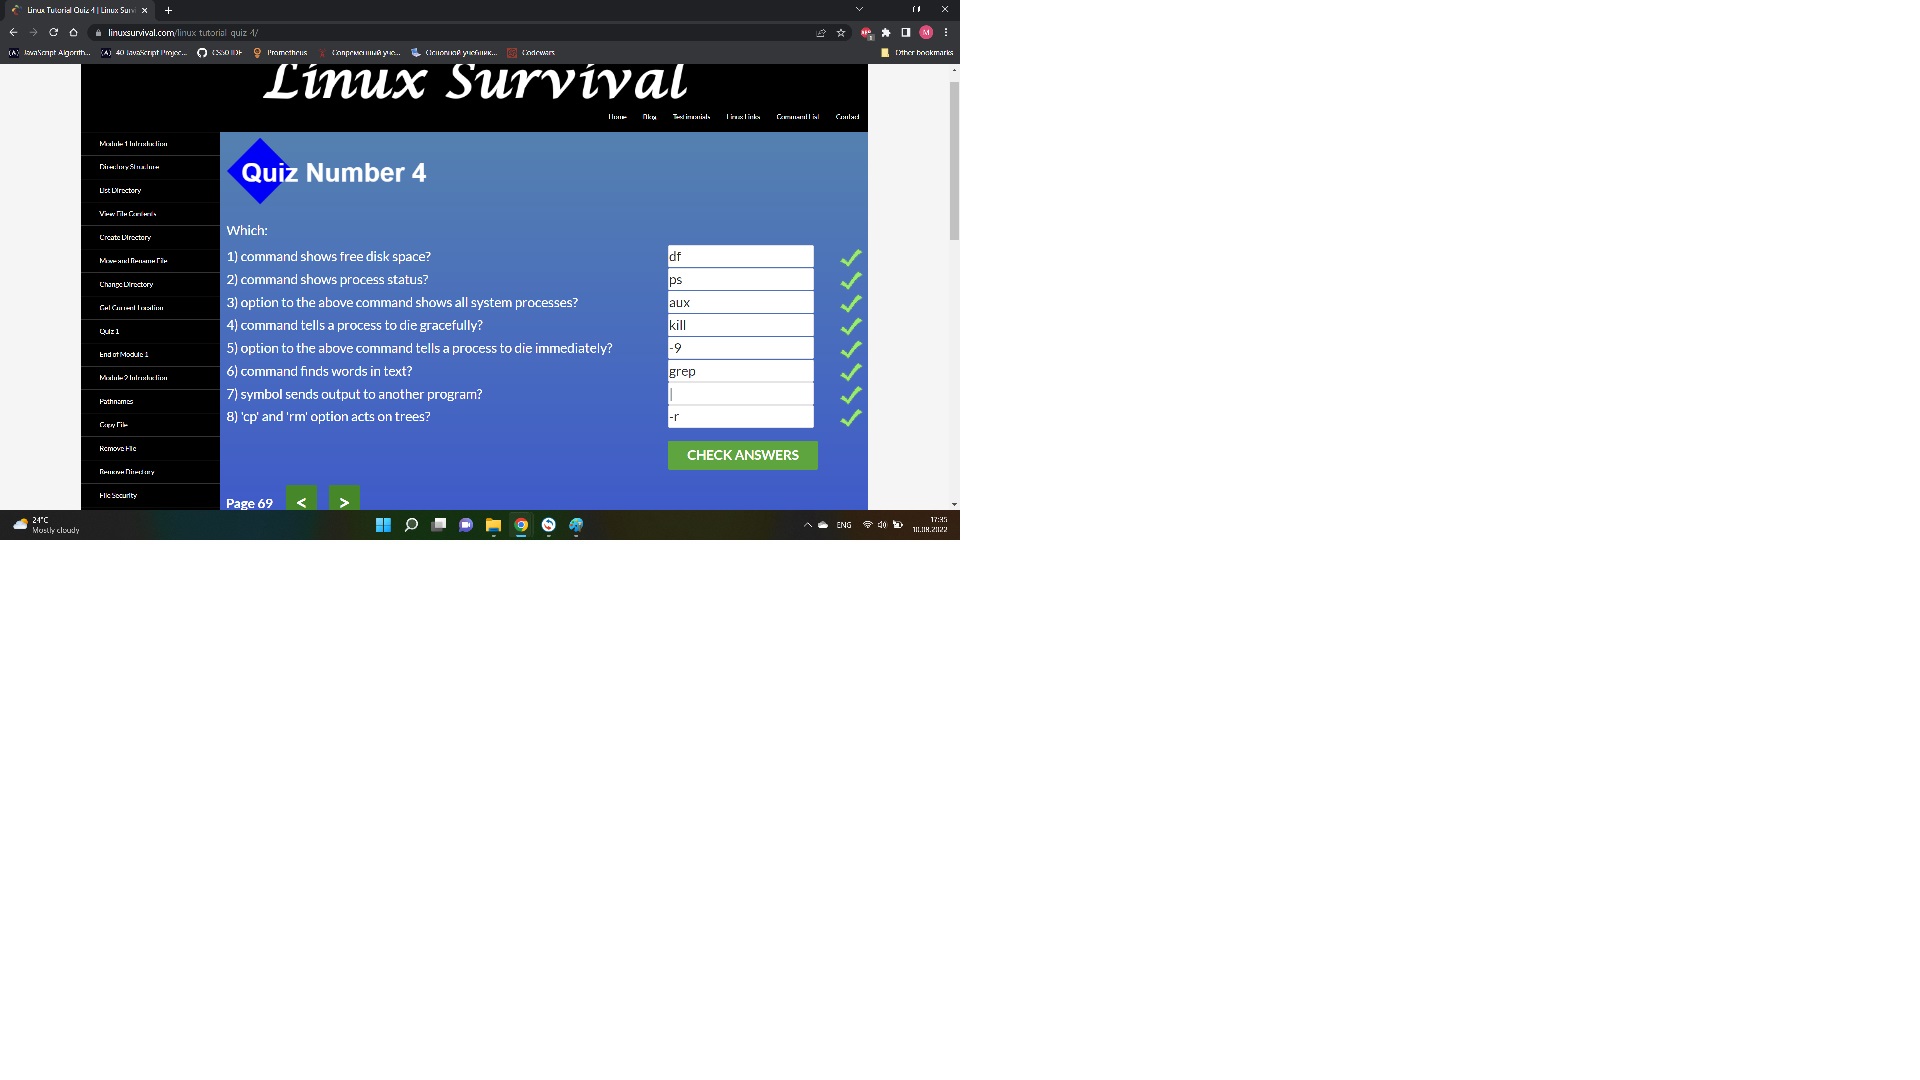 Linux Tutorial Quiz 4 | Linux Survi
linuxsurvival.com/linux-tutorial-quiz-4/
JavaScript Algorith... 40 JavaScript Projec... CS50 IDE Prometheus Современный уче... Основной учебник... Codewars Other bookmarks
Linux Survival
Home Blog Testimonials Linux Links Command List Contact
Module 1 Introduction
Directory Structure
List Directory
View File Contents
Create Directory
Move and Rename File
Change Directory
Get Current Location
Quiz 1
End of Module 1
Module 2 Introduction
Pathnames
Copy File
Remove File
Remove Directory
File Security
Quiz Number 4
Which:
1) command shows free disk space? df
2) command shows process status? ps
3) option to the above command shows all system processes? aux
4) command tells a process to die gracefully? kill
5) option to the above command tells a process to die immediately? -9
6) command finds words in text? grep
7) symbol sends output to another program? |
8) 'cp' and 'rm' option acts on trees? -r
CHECK ANSWERS
Page 69 < >
24°C
Mostly cloudy
ENG
17:35
10.08.2022